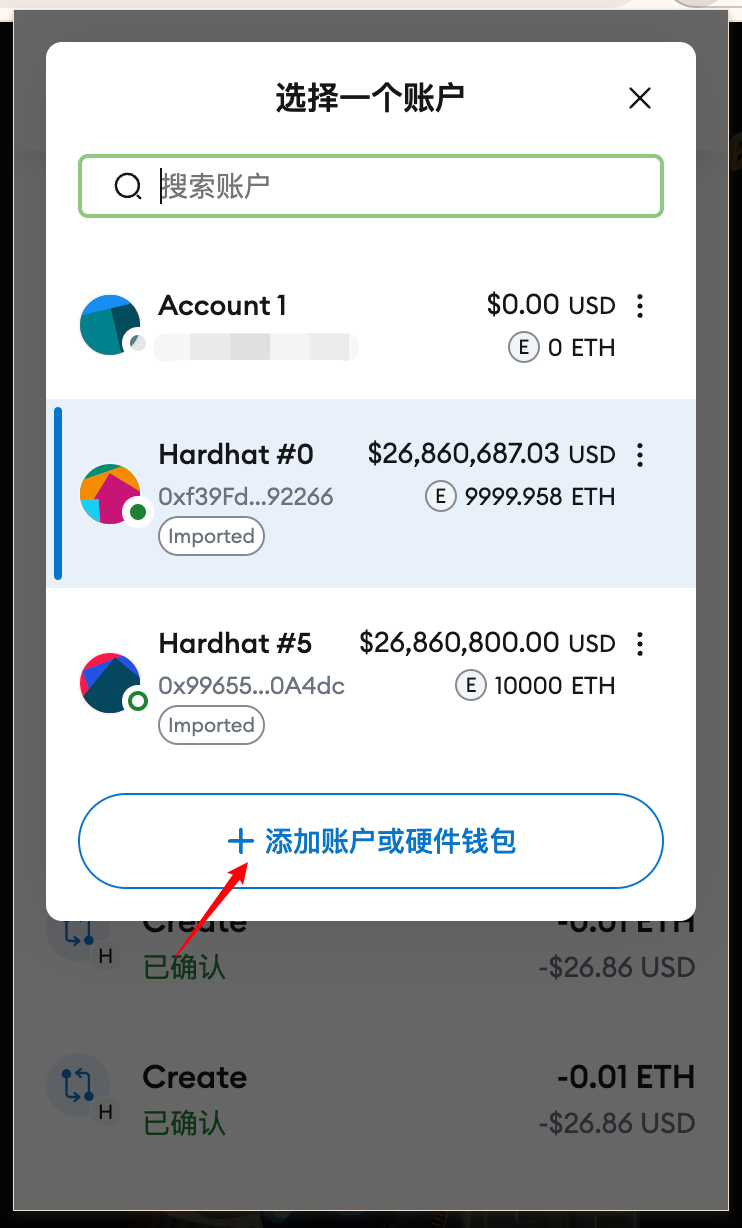 选择一个账户
搜索账户
Account 1
$0.00 USD
E 0 ETH
Hardhat #0
$26,860,687.03 USD
0xf39Fd...92266
E 9999.958 ETH
Imported
Hardhat #5
$26,860,800.00 USD
0x99655...0A4dc
E 10000 ETH
Imported
+ 添加账户或硬件钱包
Create
-0.01 ETH
H
已确认
-$26.86 USD
Create
-0.01 ETH
H
已确认
-$26.86 USD